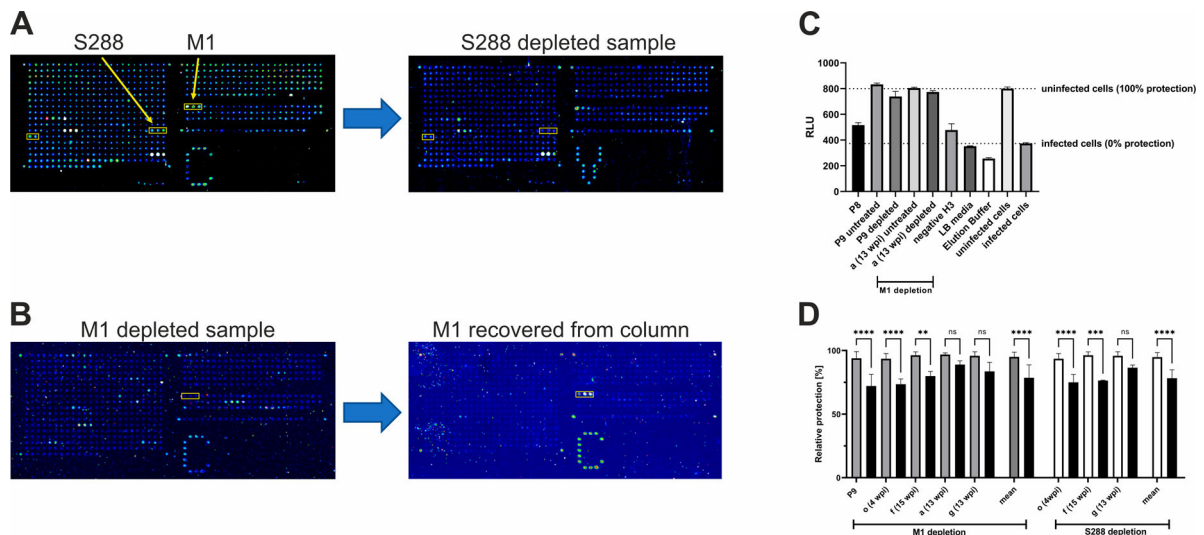 A
S288
M1
S288 depleted sample
B
M1 depleted sample
M1 recovered from column
C
1000
800
600
400
200
0
RLU
uninfected cells (100% protection)
infected cells (0% protection)
P8
P9 untreated
P9 depleted
a (13 wpi) untreated
a (13 wpi) depleted
negative H3
LB media
Elution Buffer
uninfected cells
infected cells
M1 depletion
D
**** **** ** ns ns **** **** *** ns ****
100
75
50
25
0
Relative protection [%]
P9
o (4 wpi)
f (15 wpi)
a (13 wpi)
g (13 wpi)
mean
o (4wpi)
f (15 wpi)
g (13 wpi)
mean
M1 depletion
S288 depletion